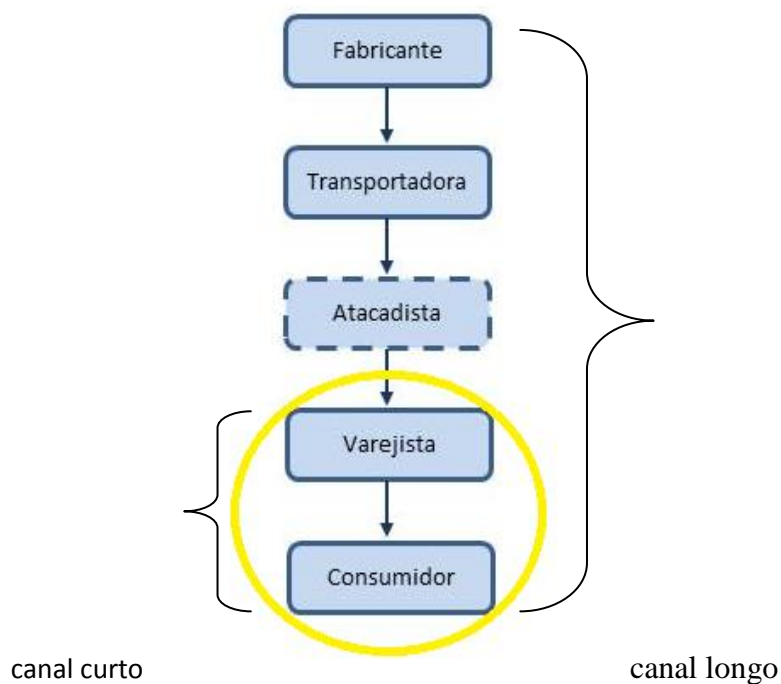 Fabricante
Transportadora
Atacadista
Varejista
Consumidor
canal curto
canal longo